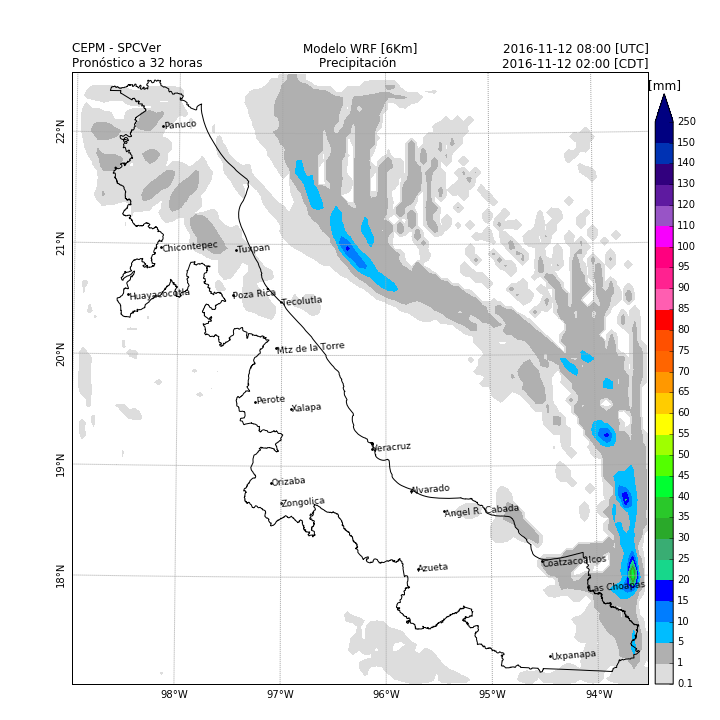 CEPM - SPCVer Modelo WRF [6Km] 2016-11-12 08:00 [UTC]
Pronóstico a 32 horas Precipitación 2016-11-12 02:00 [CDT]
[mm]
250
150
140
130
120
110
100
95
90
85
80
75
70
65
60
55
50
45
40
35
30
25
20
15
10
5
1
0.1
22°N
21°N
20°N
19°N
18°N
Panuco
Chicontepec
Tuxpan
Huayacocotla
Poza Rica
Tecolutla
Mtz de la Torre
Perote
Xalapa
Veracruz
Orizaba
Alvarado
Zongolica
Angel R. Cabada
Azueta
Coatzacoalcos
Las Choapas
Uxpanapa
98°W 97°W 96°W 95°W 94°W